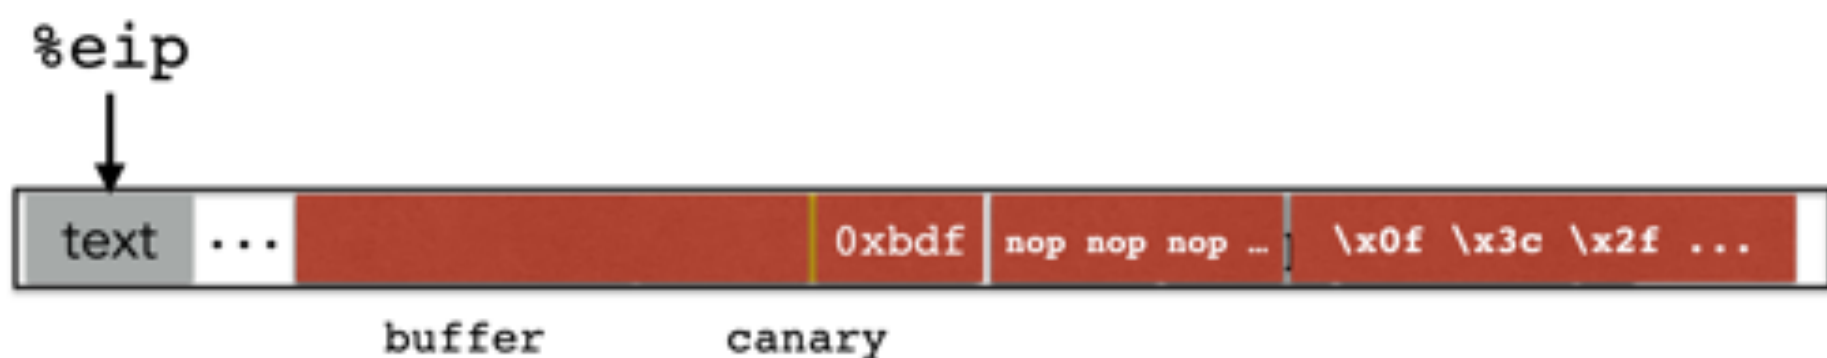 %eip
text ... 0xbdf nop nop nop … \x0f \x3c \x2f ...
buffer canary